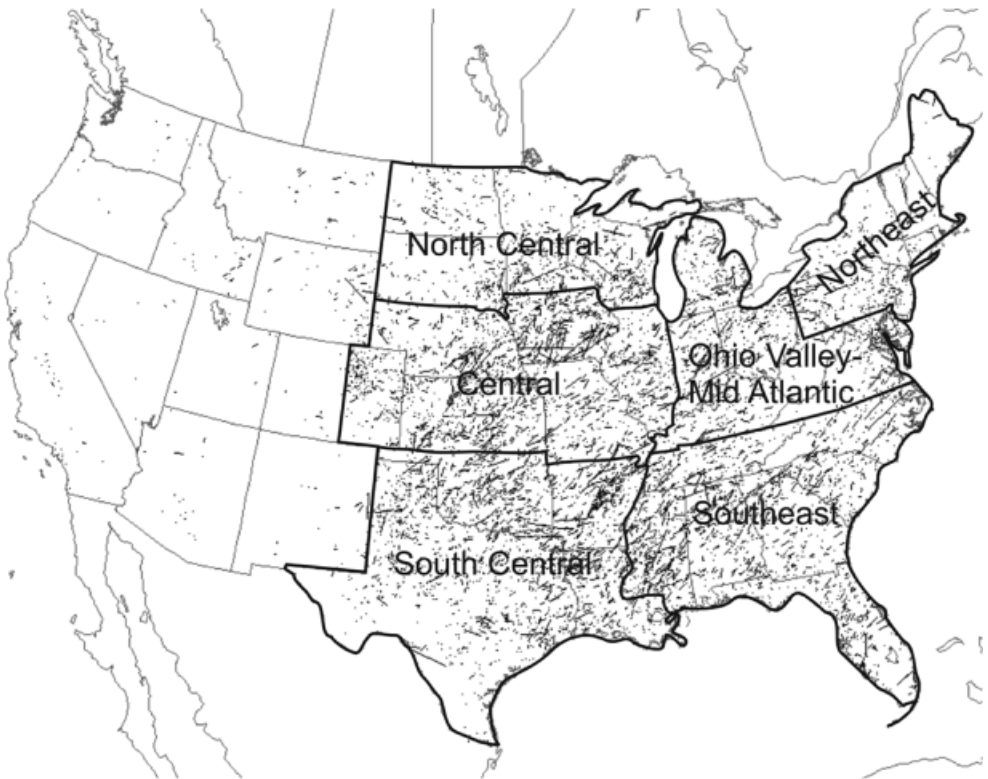 Northeast
North Central
Ohio Valley-
Mid Atlantic
Central
Southeast
South Central